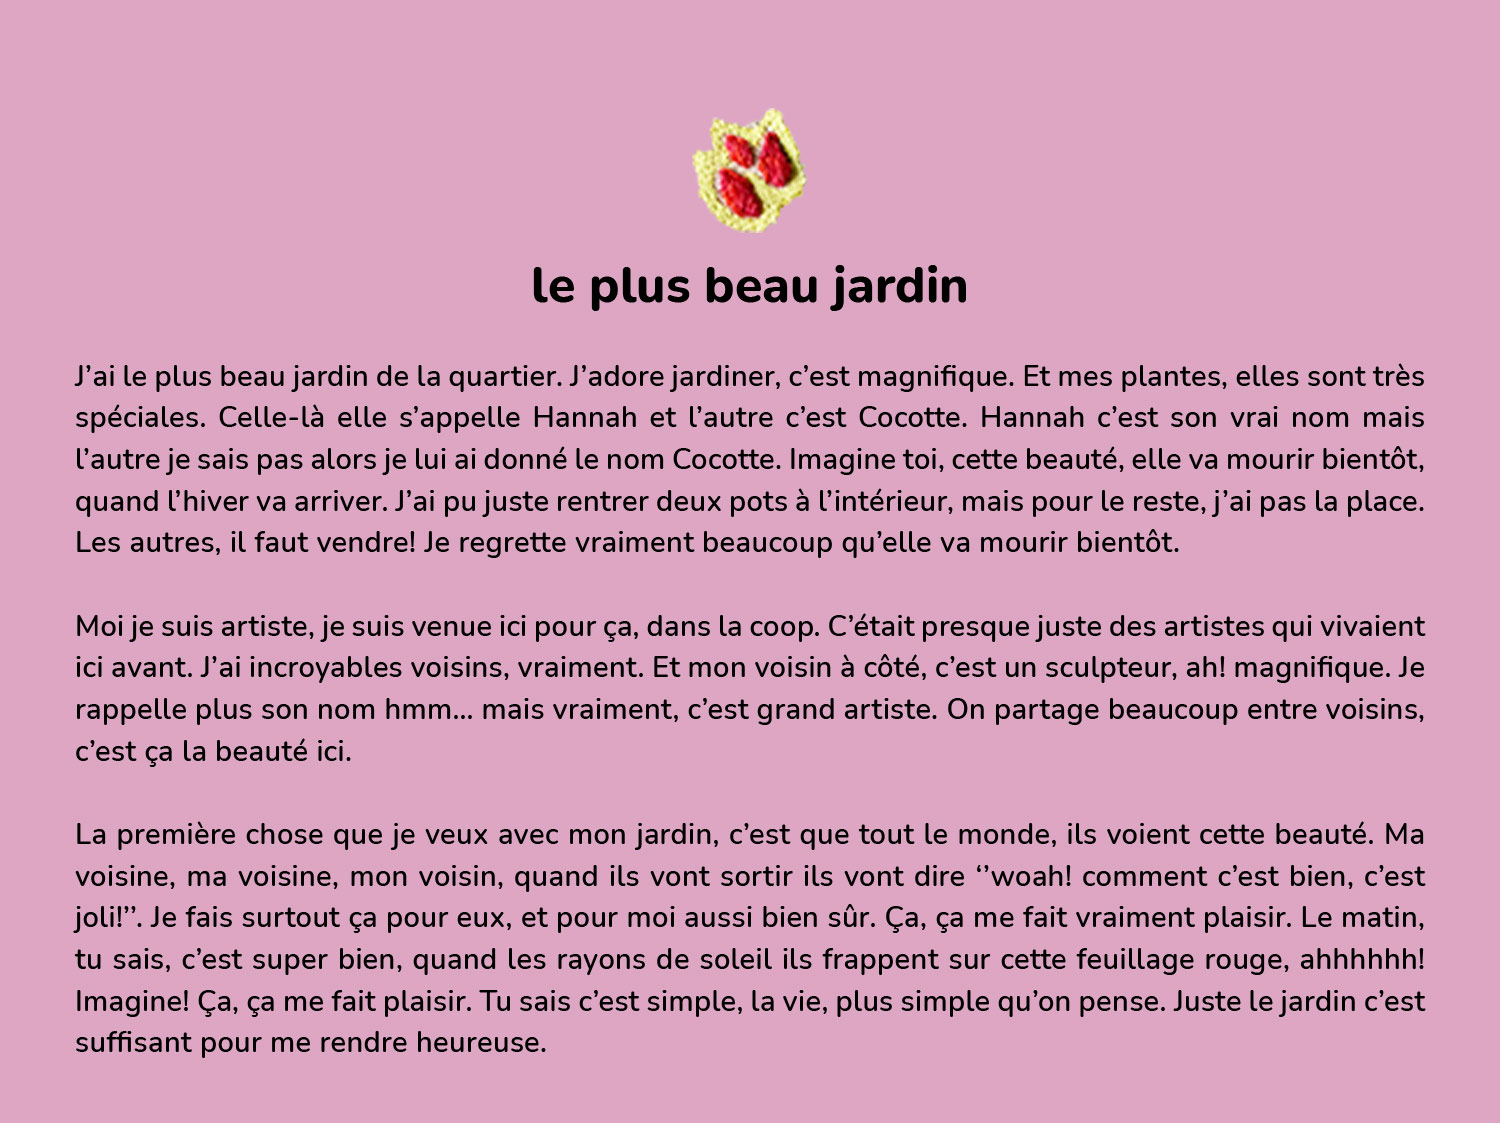 le plus beau jardin
J’ai le plus beau jardin de la quartier. J’adore jardiner, c’est magnifique. Et mes plantes, elles sont très
spéciales. Celle-là elle s’appelle Hannah et l’autre c’est Cocotte. Hannah c’est son vrai nom mais
l’autre je sais pas alors je lui ai donné le nom Cocotte. Imagine toi, cette beauté, elle va mourir bientôt,
quand l’hiver va arriver. J’ai pu juste rentrer deux pots à l’intérieur, mais pour le reste, j’ai pas la place.
Les autres, il faut vendre! Je regrette vraiment beaucoup qu’elle va mourir bientôt.
Moi je suis artiste, je suis venue ici pour ça, dans la coop. C’était presque juste des artistes qui vivaient
ici avant. J’ai incroyables voisins, vraiment. Et mon voisin à côté, c’est un sculpteur, ah! magnifique. Je
rappelle plus son nom hmm... mais vraiment, c’est grand artiste. On partage beaucoup entre voisins,
c’est ça la beauté ici.
La première chose que je veux avec mon jardin, c’est que tout le monde, ils voient cette beauté. Ma
voisine, ma voisine, mon voisin, quand ils vont sortir ils vont dire ‘’woah! comment c’est bien, c’est
joli!’’. Je fais surtout ça pour eux, et pour moi aussi bien sûr. Ça, ça me fait vraiment plaisir. Le matin,
tu sais, c’est super bien, quand les rayons de soleil ils frappent sur cette feuillage rouge, ahhhhhh!
Imagine! Ça, ça me fait plaisir. Tu sais c’est simple, la vie, plus simple qu’on pense. Juste le jardin c’est
suffisant pour me rendre heureuse.